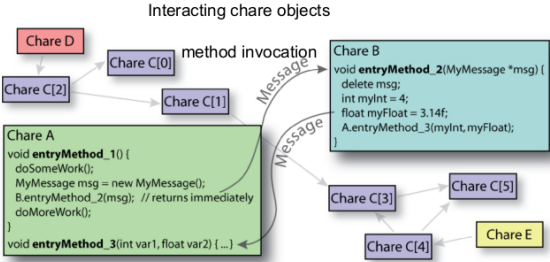 Interacting chare objects
method invocation
Chare D
Chare C[0]
Chare C[2]
Chare C[1]
Message
Message
Chare B
void entryMethod_2(MyMessage *msg) {
delete msg;
int myInt = 4;
float myFloat = 3.14f;
A.entryMethod_3(myInt, myFloat);
}
Chare A
void entryMethod_1() {
doSomeWork();
MyMessage msg = new MyMessage();
B.entryMethod_2(msg); // returns immediately
doMoreWork();
}
void entryMethod_3(int var1, float var2) { ... }
Chare C[3]
Chare C[5]
Chare C[4]
Chare E